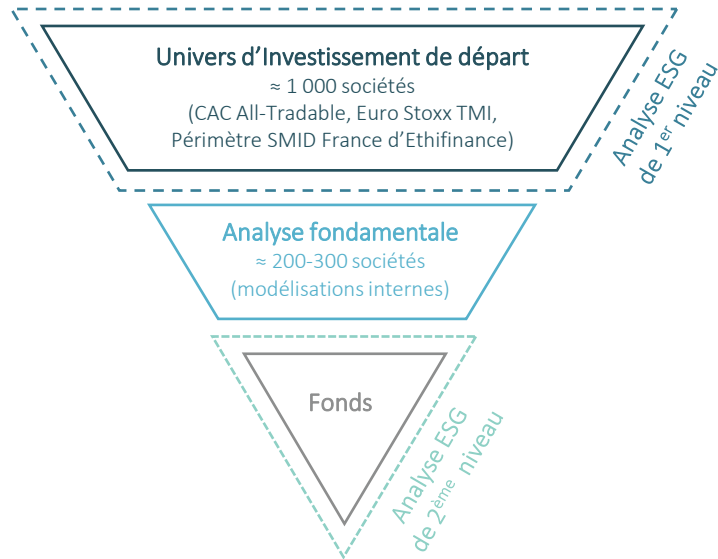 Univers d’Investissement de départ
≈ 1 000 sociétés
(CAC All-Tradable, Euro Stoxx TMI,
Périmètre SMID France d’Ethifinance)
Analyse ESG
de 1er niveau
Analyse fondamentale
≈ 200-300 sociétés
(modélisations internes)
Fonds
Analyse ESG
de 2ème niveau